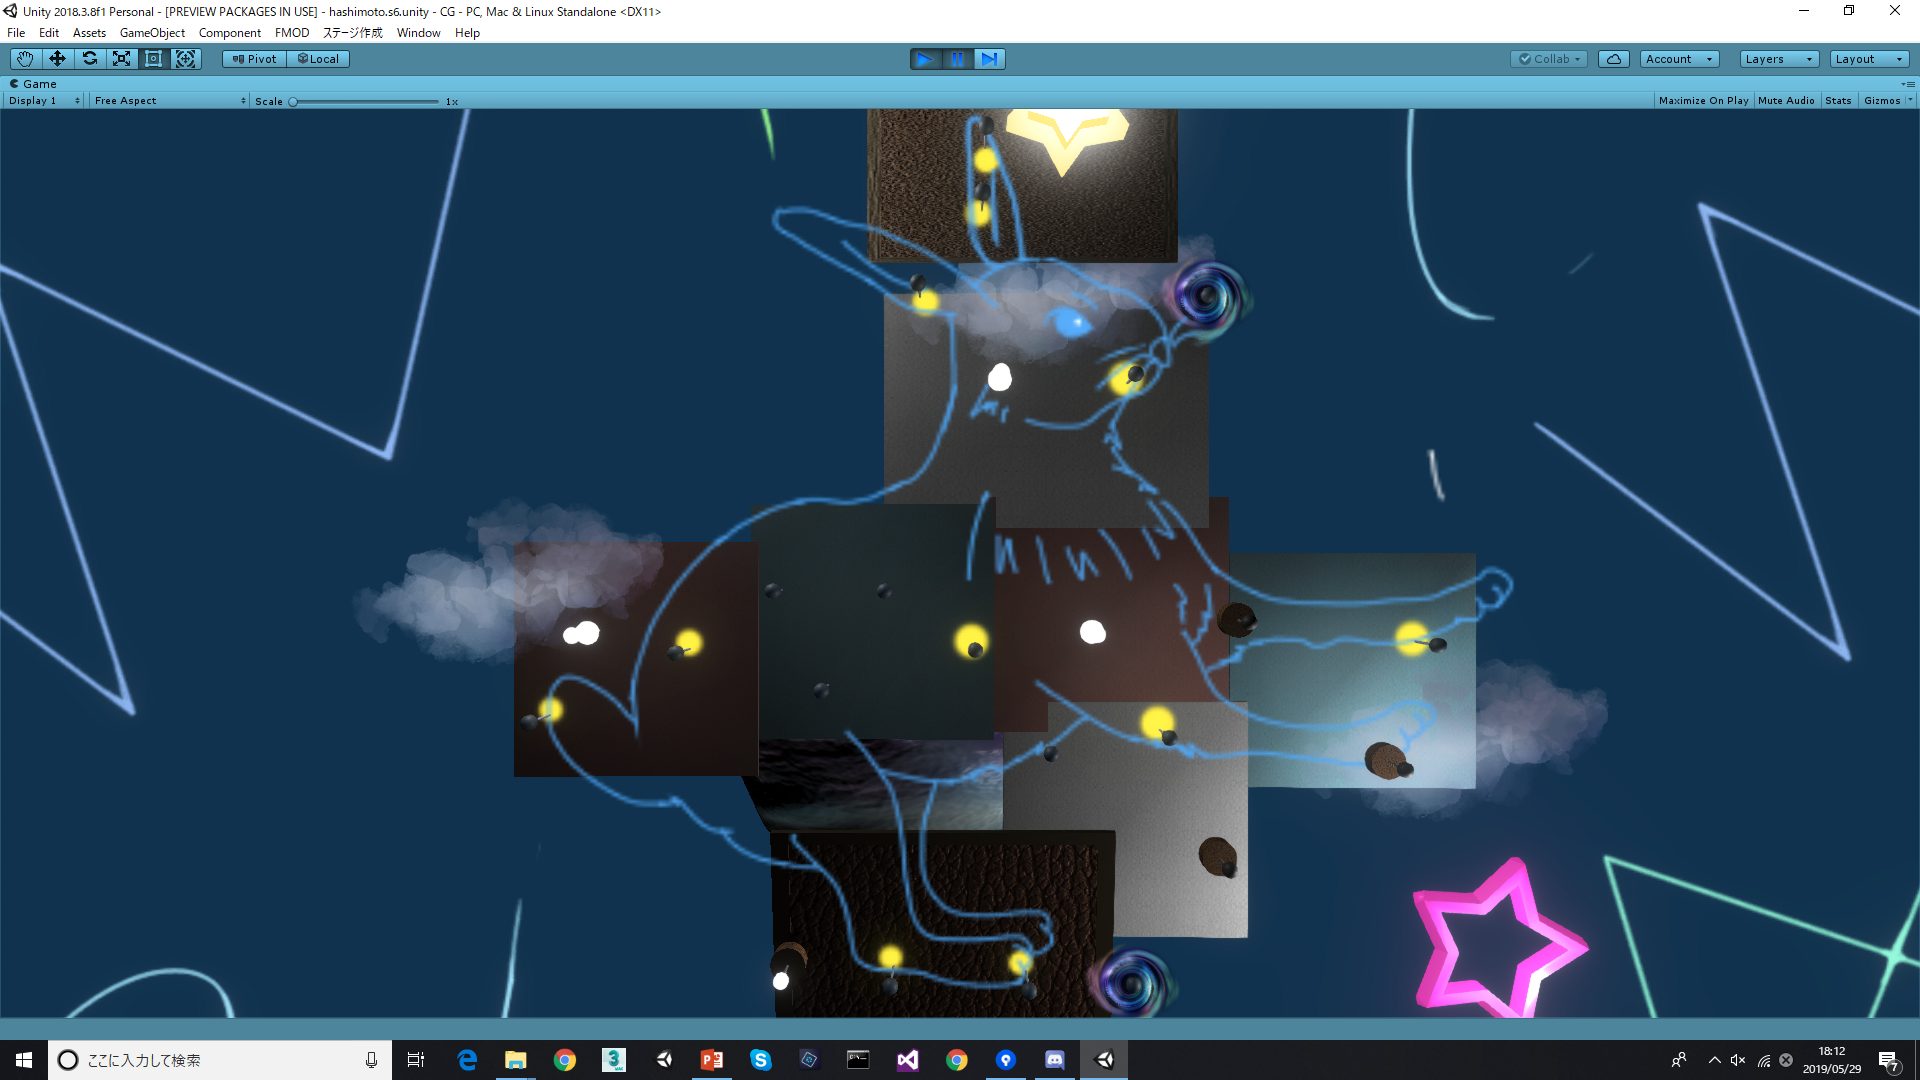 Unity 2018.3.8f1 Personal - [PREVIEW PACKAGES IN USE] - hashimoto.s6.unity - CG - PC, Mac & Linux Standalone <DX11>
File Edit Assets GameObject Component FMOD ステージ作成 Window Help
Pivot Local Collab Account Layers Layout
Game
Display 1 Free Aspect Scale 1x Maximize On Play Mute Audio Stats Gizmos
ここに入力して検索
18:12
2019/05/29
7